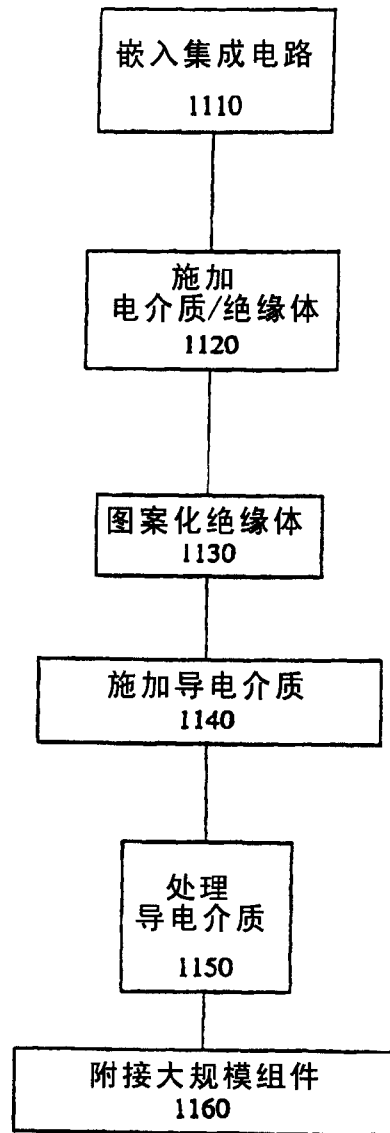 嵌入集成电路
1110
施加
电介质/绝缘体
1120
图案化绝缘体
1130
施加导电介质
1140
处理
导电介质
1150
附接大规模组件
1160